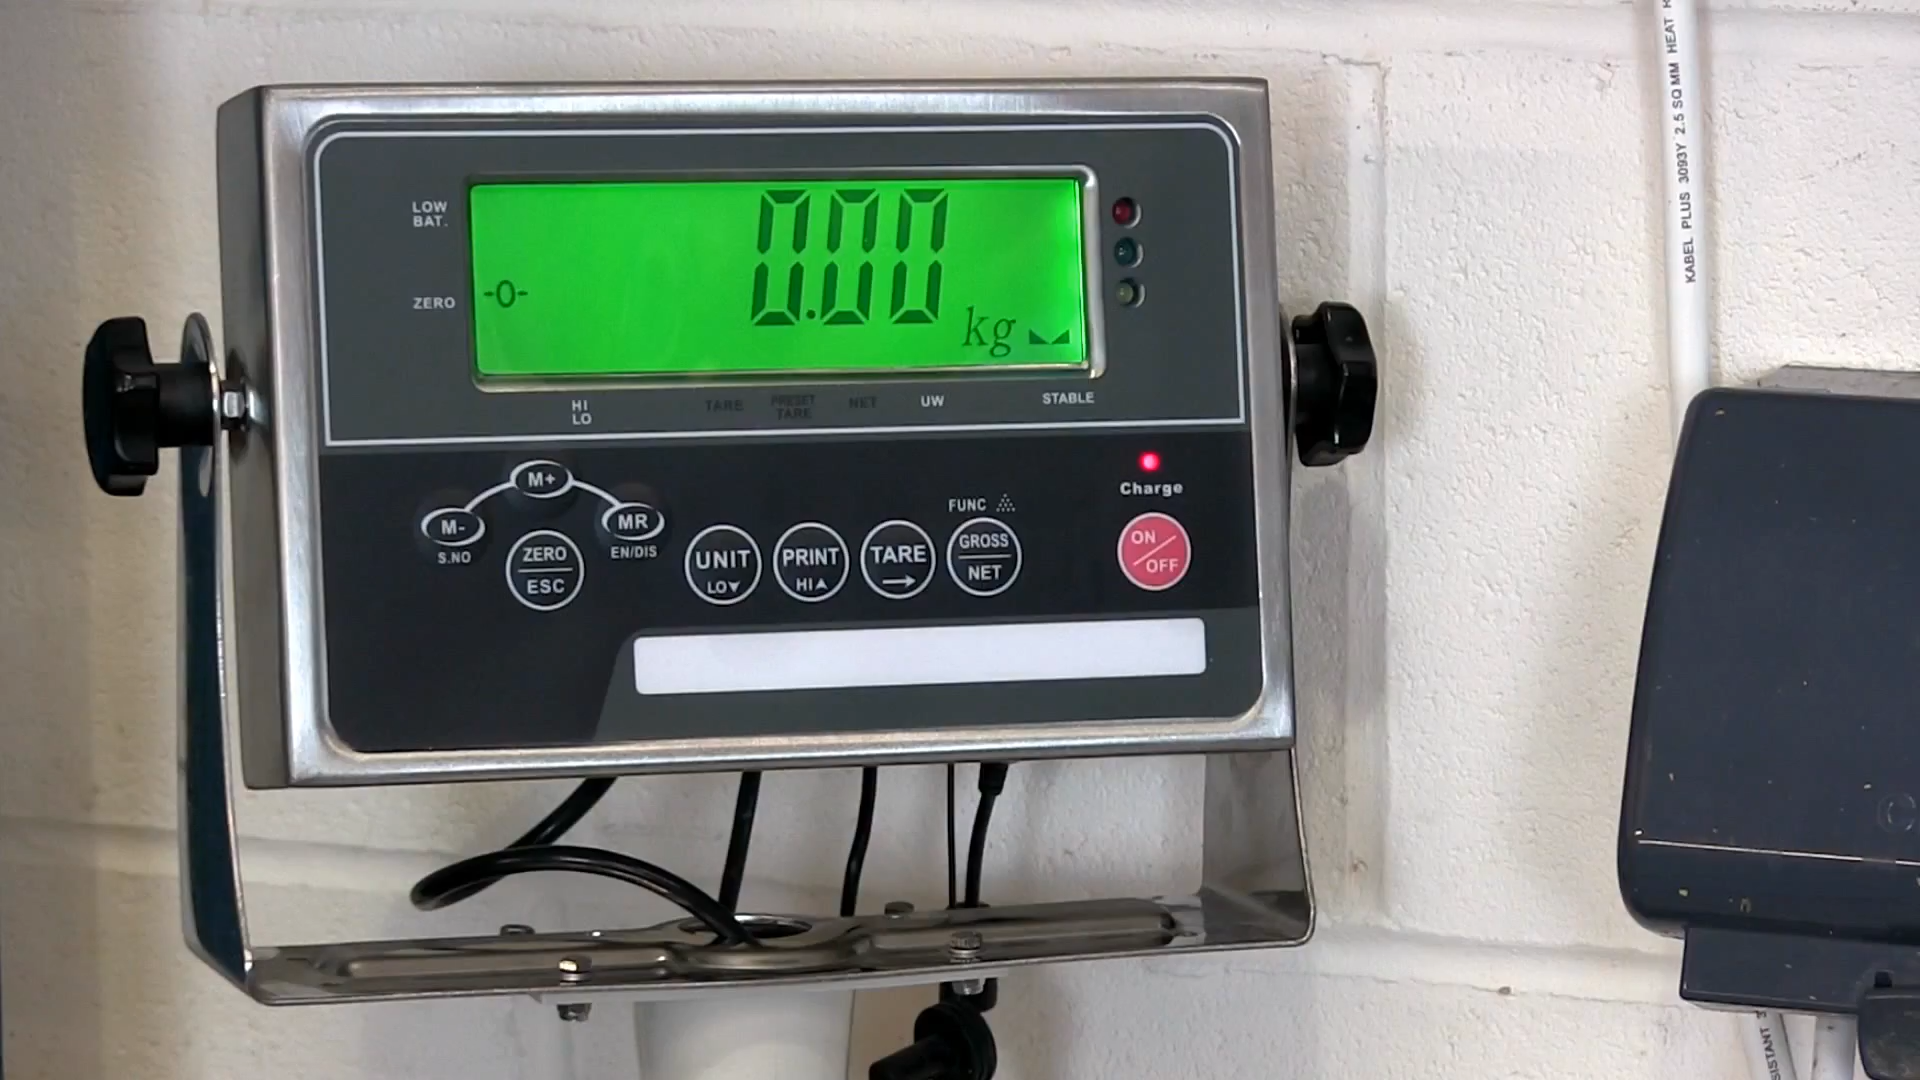 LOW
BAT.
0.00
ZERO
-0-
kg
HI
LO
TARE
PRESET
TARE
NET
UW
STABLE
M+
M-
S.NO
MR
EN/DIS
ZERO
ESC
UNIT
LO▼
PRINT
HI▲
TARE
→
FUNC
GROSS
NET
Charge
ON
OFF
KABEL PLUS 3093Y 2.5 SQ MM HEAT